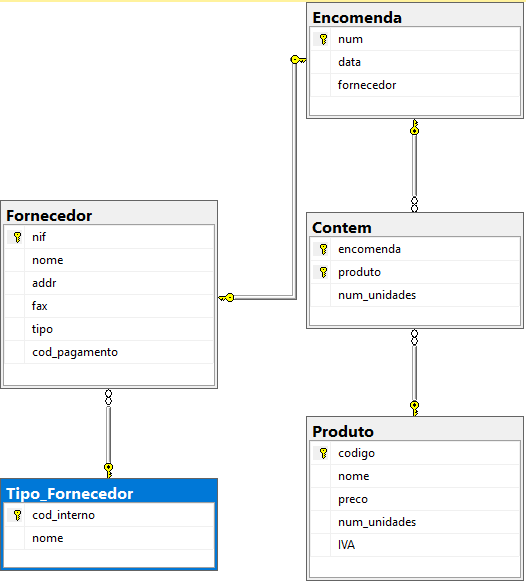 Encomenda
num
data
fornecedor
Fornecedor
nif
nome
addr
fax
tipo
cod_pagamento
Contem
encomenda
produto
num_unidades
Tipo_Fornecedor
cod_interno
nome
Produto
codigo
nome
preco
num_unidades
IVA